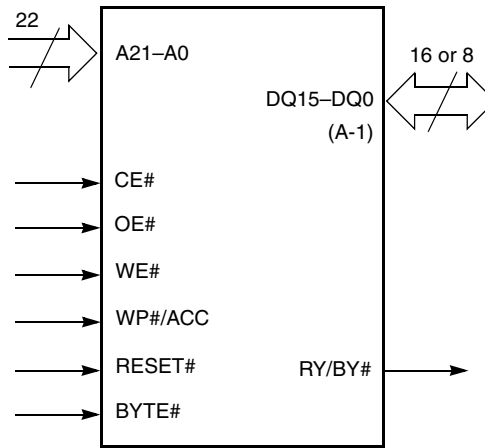 22
A21–A0
16 or 8
DQ15–DQ0
(A-1)
CE#
OE#
WE#
WP#/ACC
RESET#
RY/BY#
BYTE#